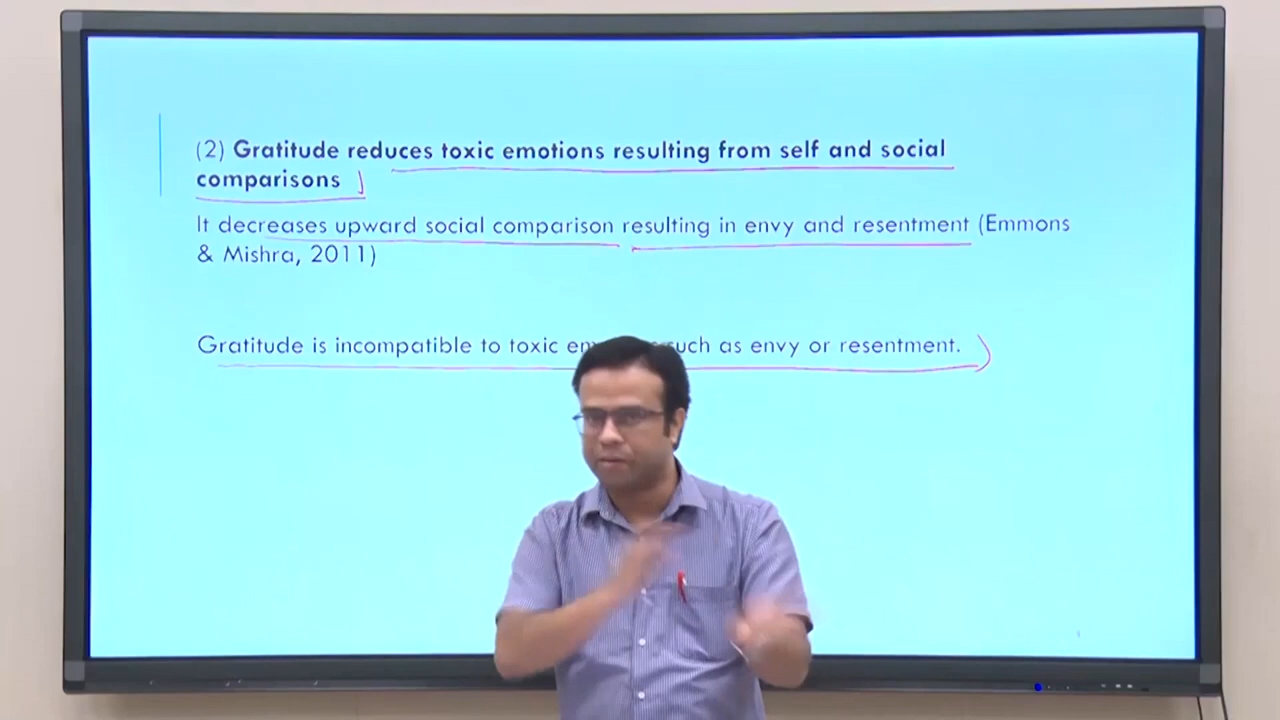 (2) Gratitude reduces toxic emotions resulting from self and social
comparisons
It decreases upward social comparison resulting in envy and resentment (Emmons
& Mishra, 2011)
Gratitude is incompatible to toxic such as envy or resentment.